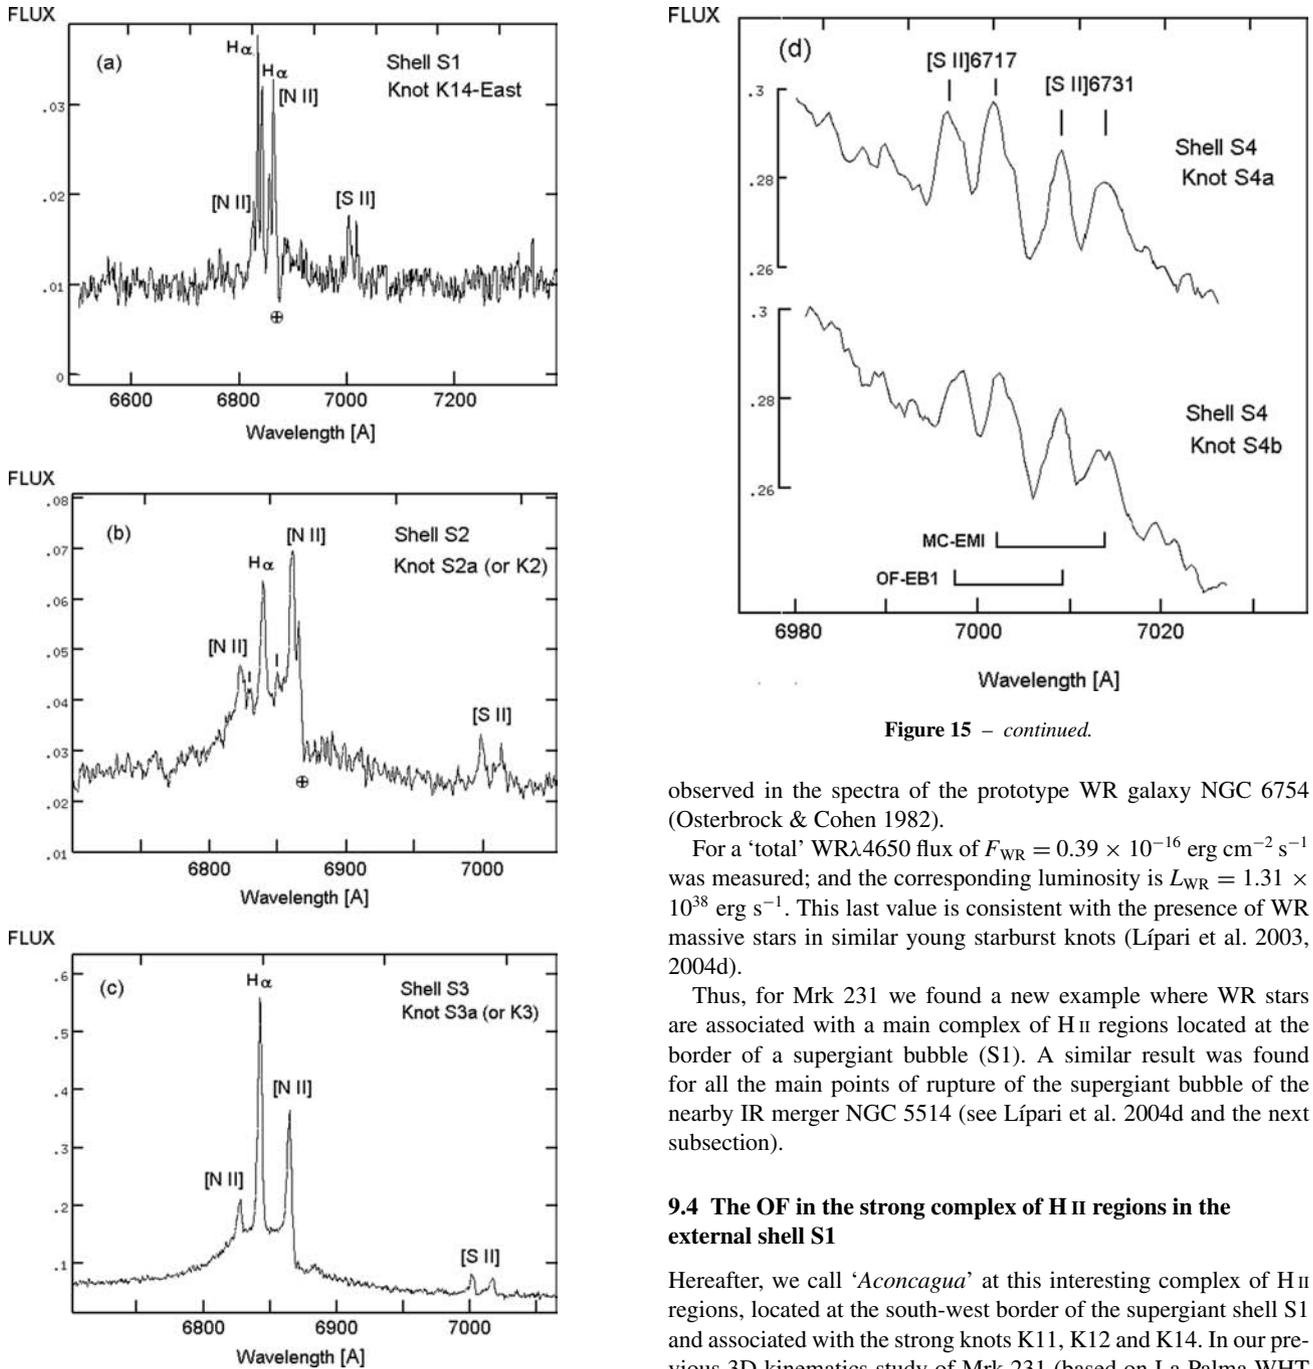 FLUX
(a)
Hα
Hα
[N II]
Shell S1
Knot K14-East
[N II]
[S II]
.03
.02
.01
0
⊕
6600 6800 7000 7200
Wavelength [A]
FLUX
(b)
[N II]
Hα
Shell S2
Knot S2a (or K2)
[N II]
[S II]
.08
.07
.06
.05
.04
.03
.02
.01
⊕
6800 6900 7000
Wavelength [A]
FLUX
(c)
Hα
Shell S3
Knot S3a (or K3)
[N II]
[N II]
[S II]
.6
.5
.4
.3
.2
.1
6800 6900 7000
Wavelength [A]
FLUX
(d)
[S II]6717
[S II]6731
Shell S4
Knot S4a
.3
.28
.26
.3
.28
.26
Shell S4
Knot S4b
MC-EMI
OF-EB1
6980 7000 7020
Wavelength [A]
Figure 15 – continued.
observed in the spectra of the prototype WR galaxy NGC 6754
(Osterbrock & Cohen 1982).
For a ‘total’ WRλ4650 flux of F_WR = 0.39 × 10⁻¹⁶ erg cm⁻² s⁻¹
was measured; and the corresponding luminosity is L_WR = 1.31 ×
10³⁸ erg s⁻¹. This last value is consistent with the presence of WR
massive stars in similar young starburst knots (Lípari et al. 2003,
2004d).
Thus, for Mrk 231 we found a new example where WR stars
are associated with a main complex of H II regions located at the
border of a supergiant bubble (S1). A similar result was found
for all the main points of rupture of the supergiant bubble of the
nearby IR merger NGC 5514 (see Lípari et al. 2004d and the next
subsection).
9.4 The OF in the strong complex of H II regions in the
external shell S1
Hereafter, we call ‘Aconcagua’ at this interesting complex of H II
regions, located at the south-west border of the supergiant shell S1
and associated with the strong knots K11, K12 and K14. In our pre-
vious 3D kinematics study of Mrk 231 (based on La Palma WHT